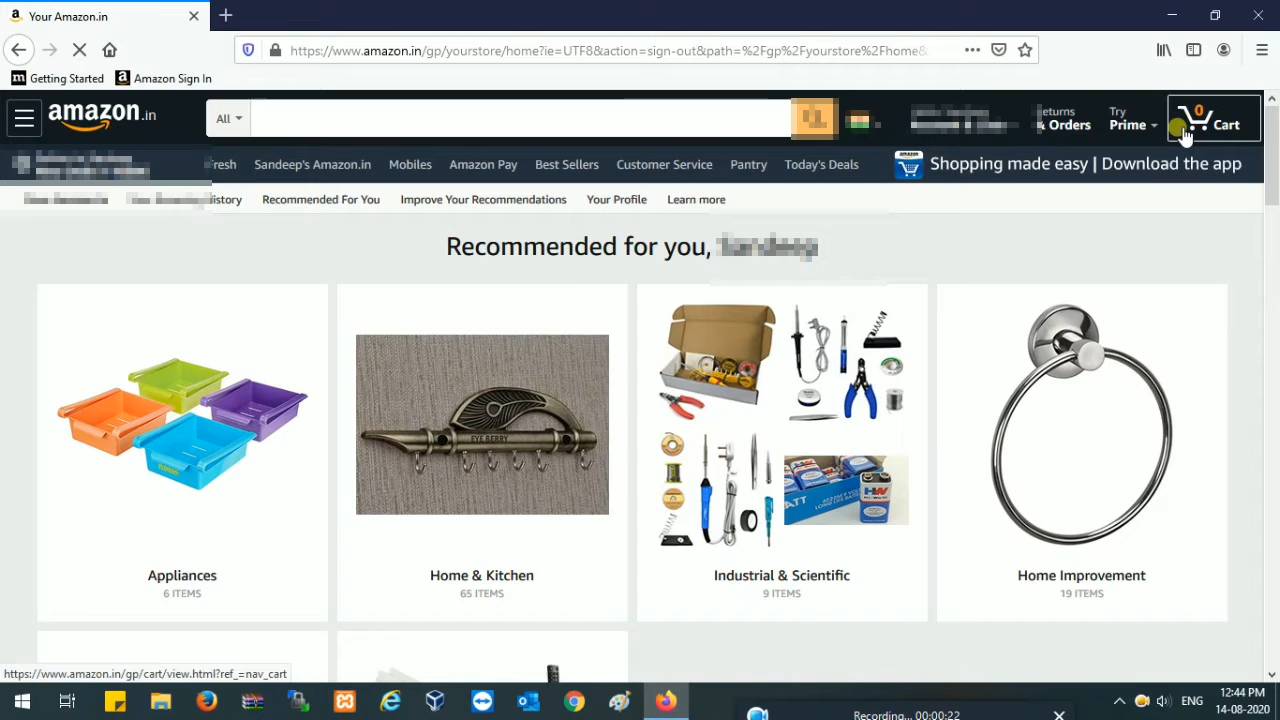 Your Amazon.in
https://www.amazon.in/gp/yourstore/home?ie=UTF8&action=sign-out&path=%2Fgp%2Fyourstore%2Fhome&
Getting Started Amazon Sign In
amazon.in
All
0
Cart
Returns
& Orders
Try
Prime
Fresh Sandeep's Amazon.in Mobiles Amazon Pay Best Sellers Customer Service Pantry Today's Deals
amazon
Shopping made easy | Download the app
History Recommended For You Improve Your Recommendations Your Profile Learn more
Recommended for you,
EYE BERRY
HW
Appliances
6 ITEMS
Home & Kitchen
65 ITEMS
Industrial & Scientific
9 ITEMS
Home Improvement
19 ITEMS
https://www.amazon.in/gp/cart/view.html?ref_=nav_cart
Recording... 00:00:22
ENG
12:44 PM
14-08-2020